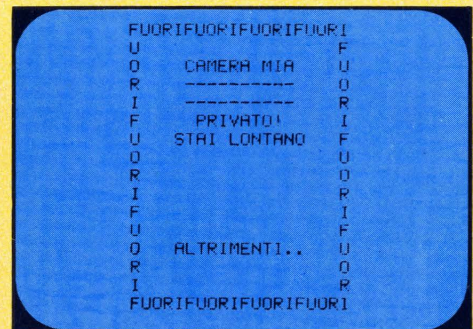 FUORIFUORIFUORIFUORI
U F
O CAMERA MIA U
R ---------- O
I ---------- R
F PRIVATO! I
U STAI LONTANO F
O U
R O
I R
F I
U F
O ALTRIMENTI.. U
R O
I R
FUORIFUORIFUORIFUORI